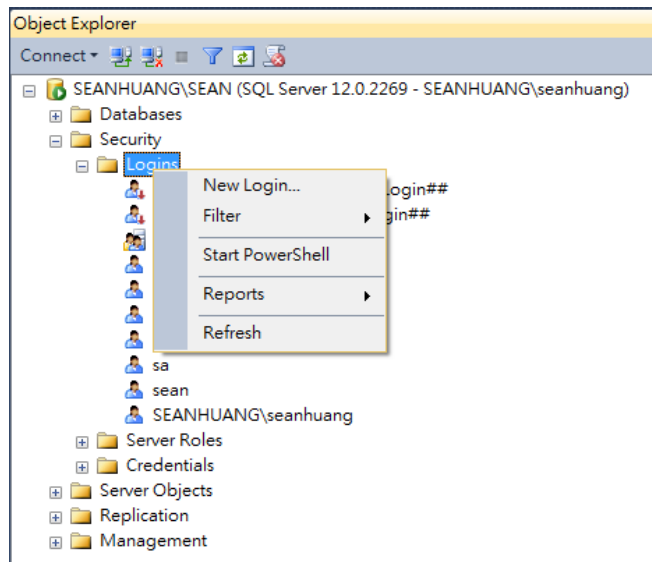 Object Explorer
Connect
SEANHUANG\SEAN (SQL Server 12.0.2269 - SEANHUANG\seanhuang)
Databases
Security
Logins
New Login...
ogin##
Filter
gin##
Start PowerShell
Reports
Refresh
sa
sean
SEANHUANG\seanhuang
Server Roles
Credentials
Server Objects
Replication
Management